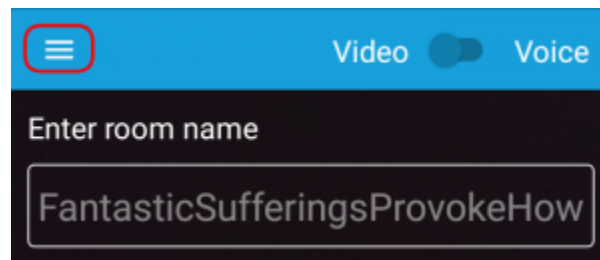 Video Voice
Enter room name
FantasticSufferingsProvokeHow